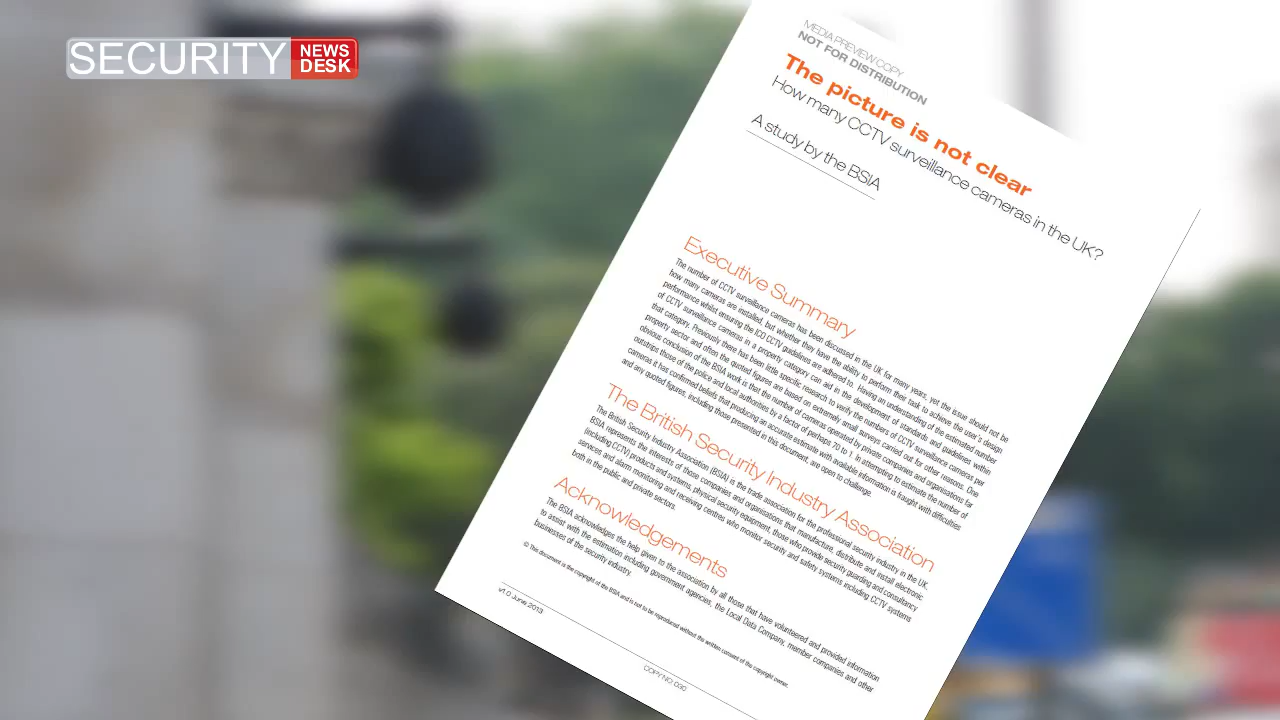 SECURITY NEWS DESK
MEDIA PREVIEW COPY
NOT FOR DISTRIBUTION
The picture is not clear
How many CCTV surveillance cameras in the UK?
A study by the BSIA
Executive Summary
The number of CCTV surveillance cameras has been discussed in the UK for many years, yet the issue should not be
how many cameras are installed, but whether they have the ability to perform their task to achieve the user's design
performance whilst ensuring the ICO CCTV guidelines are adhered to. Having an understanding of the estimated number
of CCTV surveillance cameras in a property category can aid in the development of standards and guidelines within
that category. Previously there has been little specific research to verify the numbers of CCTV surveillance cameras per
property sector and often the quoted figures are based on extremely small surveys carried out for other reasons. One
obvious conclusion of the BSIA work is that the number of cameras operated by private companies and organisations far
outstrips those of the police and local authorities by a factor of perhaps 70 to 1. In attempting to estimate the number of
cameras it has confirmed beliefs that producing an accurate estimate with available information is fraught with difficulties
and any quoted figures, including those presented in this document, are open to challenge.
The British Security Industry Association
The British Security Industry Association (BSIA) is the trade association for the professional security industry in the UK.
BSIA represents the interests of those companies and organisations that manufacture, distribute and install electronic
(including CCTV) products and systems, physical security equipment, those who provide security guarding and consultancy
services and alarm monitoring and receiving centres who monitor security and safety systems including CCTV systems
both in the public and private sectors.
Acknowledgements
The BSIA acknowledges the help given to the association by all those that have volunteered and provided information
to assist with the estimation including government agencies, the Local Data Company, member companies and other
businesses of the security industry.
© This document is the copyright of the BSIA and is not to be reproduced without the written consent of the copyright owner.
v1.0 June 2013
COPY NO: 030